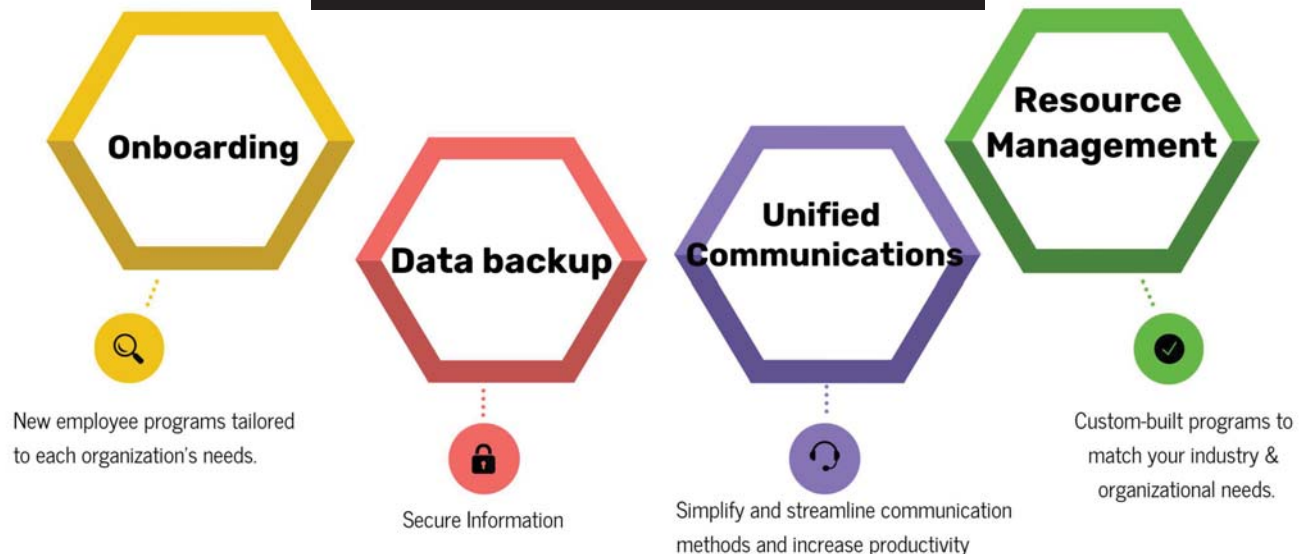 Onboarding
New employee programs tailored
to each organization's needs.
Data backup
Secure Information
Unified
Communications
Simplify and streamline communication
methods and increase productivity
Resource
Management
Custom-built programs to
match your industry &
organizational needs.